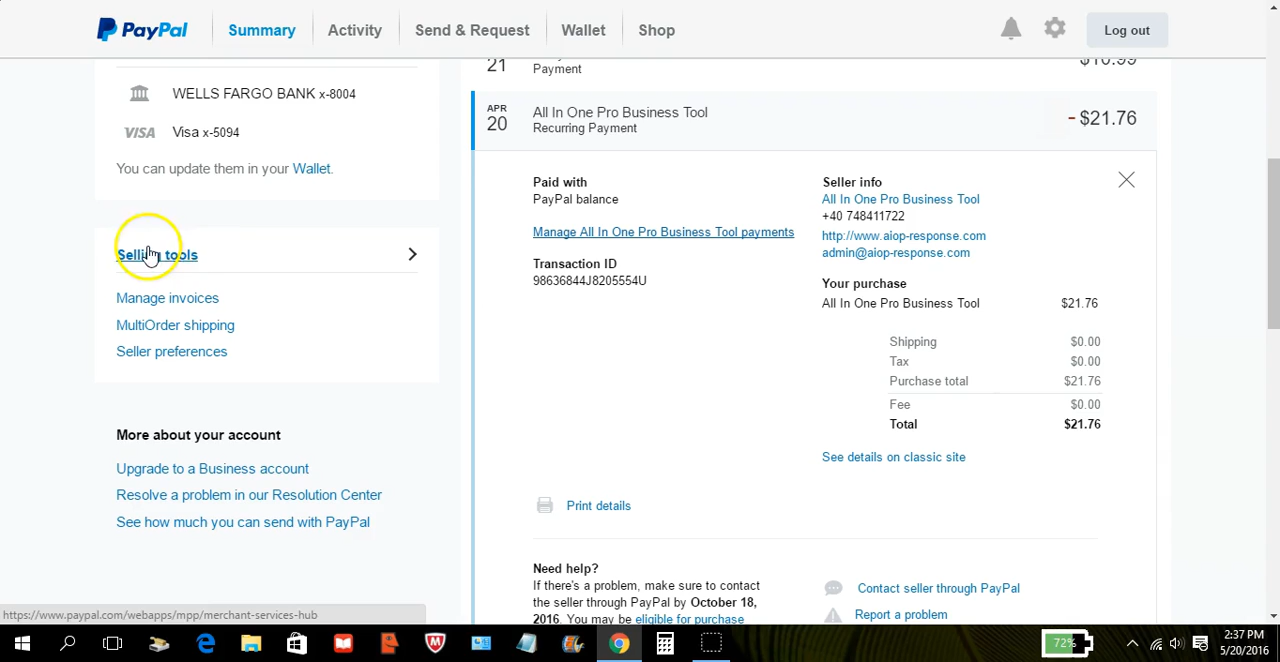 PayPal
Summary
Activity
Send & Request
Wallet
Shop
Log out
WELLS FARGO BANK x-8004
VISA Visa x-5094
You can update them in your Wallet.
Selling tools
Manage invoices
MultiOrder shipping
Seller preferences
More about your account
Upgrade to a Business account
Resolve a problem in our Resolution Center
See how much you can send with PayPal
21
Payment
$10.99
APR
20
All In One Pro Business Tool
Recurring Payment
- $21.76
Paid with
PayPal balance
Manage All In One Pro Business Tool payments
Transaction ID
98636844J8205554U
Seller info
All In One Pro Business Tool
+40 748411722
http://www.aiop-response.com
admin@aiop-response.com
Your purchase
All In One Pro Business Tool $21.76
Shipping $0.00
Tax $0.00
Purchase total $21.76
Fee $0.00
Total $21.76
See details on classic site
Print details
Need help?
If there's a problem, make sure to contact
the seller through PayPal by October 18,
2016. You may be eligible for purchase
Contact seller through PayPal
Report a problem
https://www.paypal.com/webapps/mpp/merchant-services-hub
72%
2:37 PM
5/20/2016